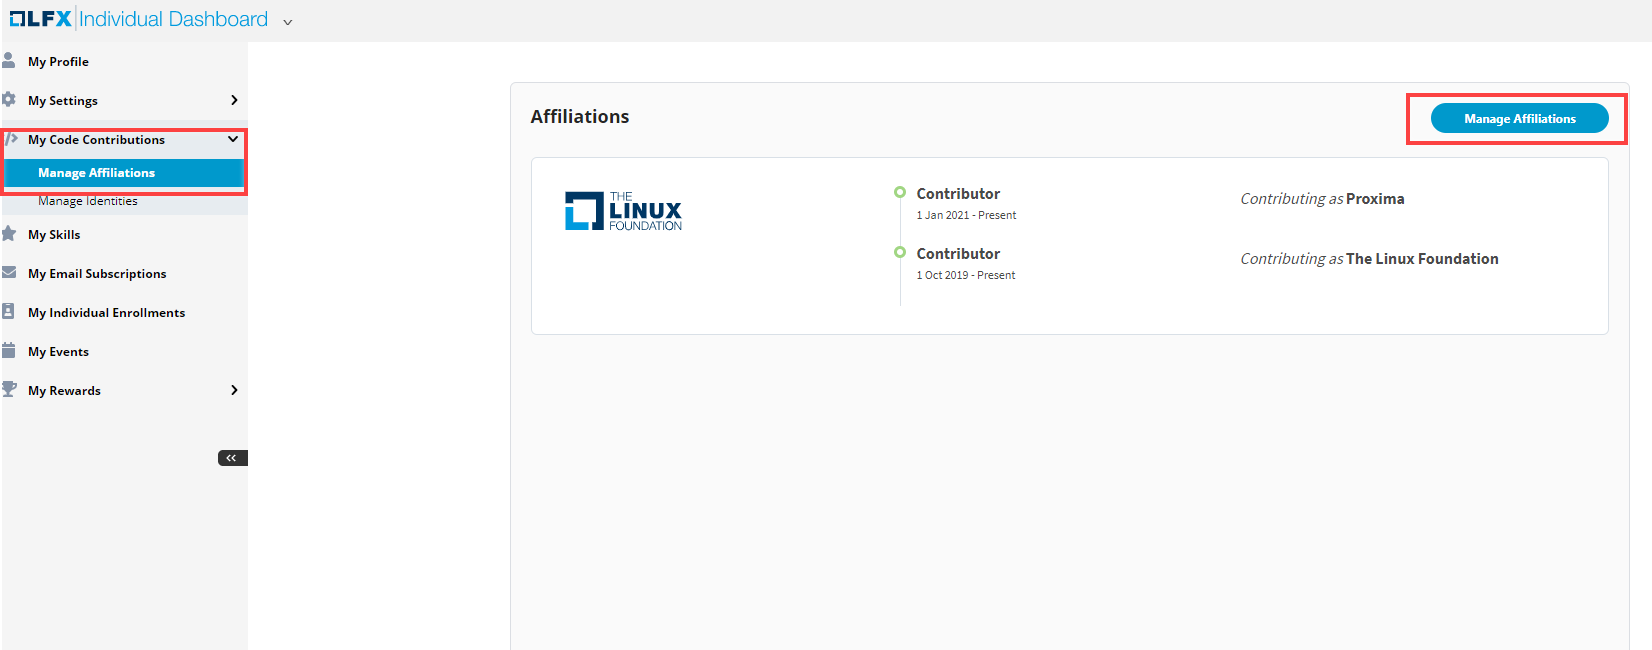 LFX Individual Dashboard
My Profile
My Settings
My Code Contributions
Manage Affiliations
Manage Identities
My Skills
My Email Subscriptions
My Individual Enrollments
My Events
My Rewards
Affiliations
Manage Affiliations
THE
LINUX
FOUNDATION
Contributor
1 Jan 2021 - Present
Contributing as Proxima
Contributor
1 Oct 2019 - Present
Contributing as The Linux Foundation